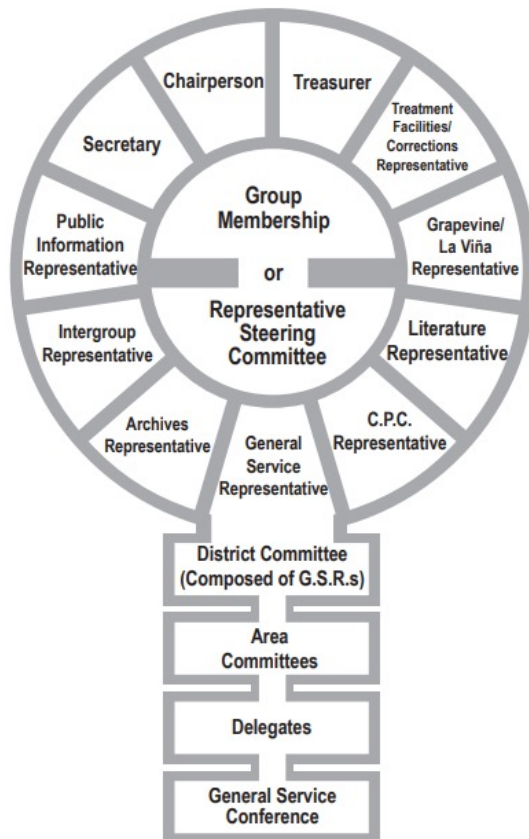 Chairperson
Treasurer
Treatment
Facilities/
Corrections
Representative
Secretary
Group
Membership
Public
Information
Representative
Grapevine/
La Viña
Representative
or
Representative
Steering
Committee
Intergroup
Representative
Literature
Representative
Archives
Representative
General
Service
Representative
C.P.C.
Representative
District Committee
(Composed of G.S.R.s)
Area
Committees
Delegates
General Service
Conference